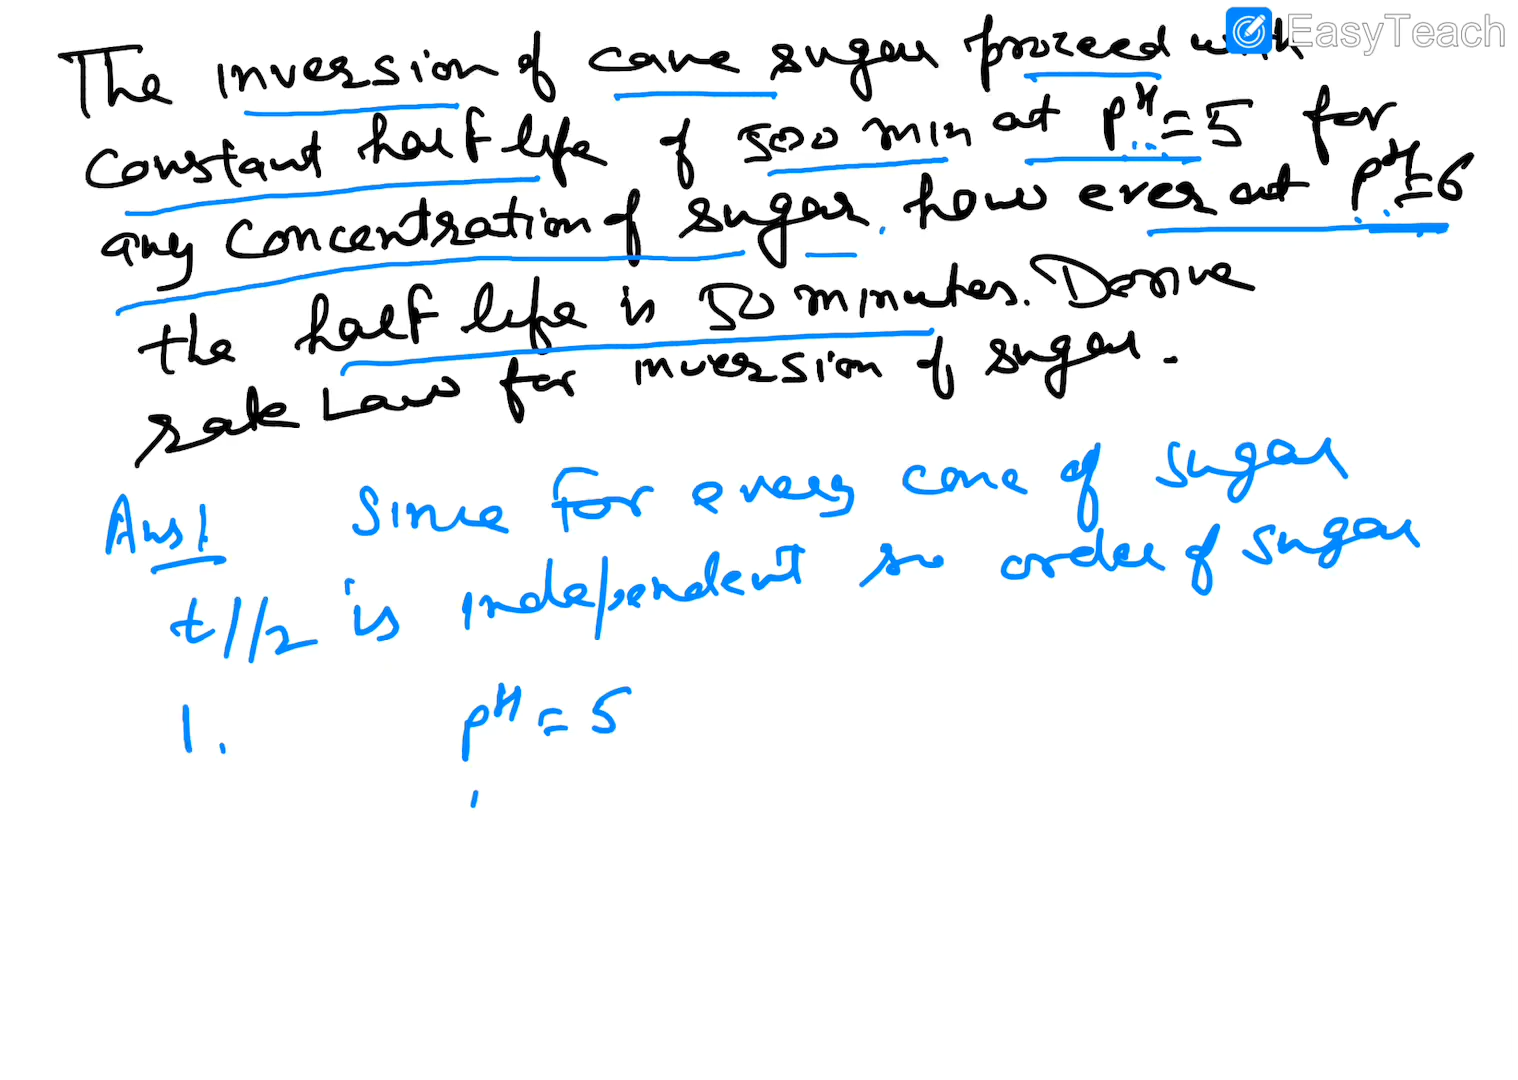 EasyTeach
The inversion of cane sugar proceed with
constant half life of 500 min at pH = 5 for
any concentration of sugar. how ever at pH = 6
the half life is 50 minutes. Derive
rate Law for inversion of sugar.
Ans! Since for every conc of sugar
t1/2 is independent so order of sugar
1. pH = 5